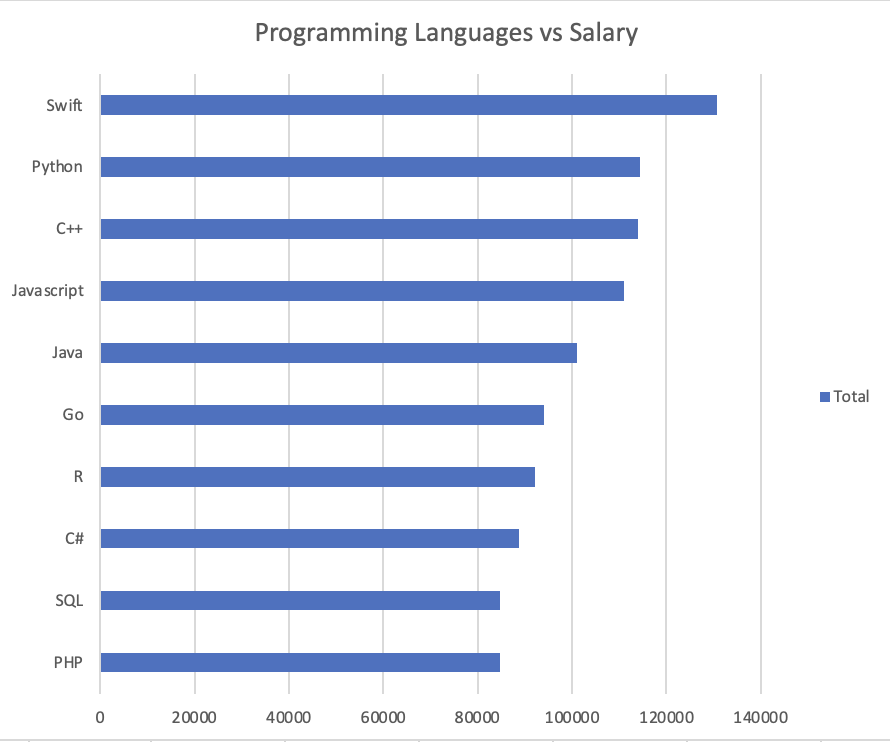 Programming Languages vs Salary
Swift
Python
C++
Javascript
Java
Go
R
C#
SQL
PHP
Total
0 20000 40000 60000 80000 100000 120000 140000